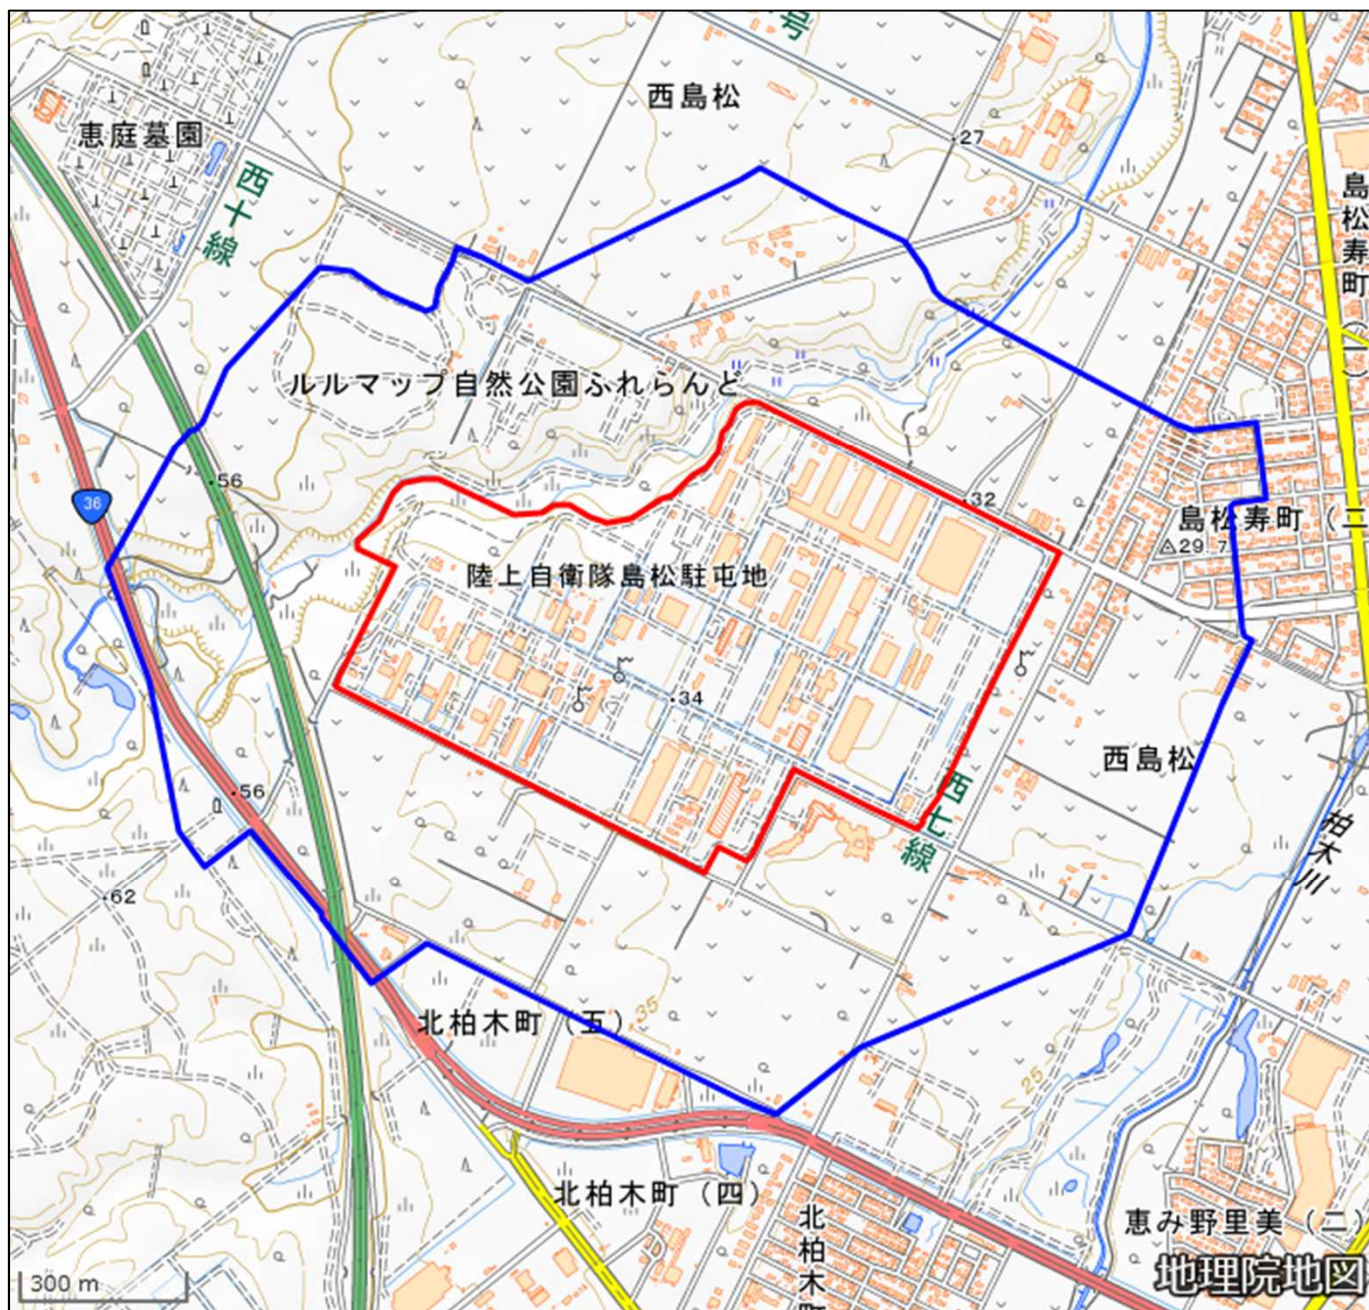 号
西島松
恵庭墓園
27
西十線
島松寿町(一)
ルルマップ自然公園ふれらんど
56
36
32
島松寿町(二
29.7
陸上自衛隊島松駐屯地
34
西島松
56
西七線
柏木川
62
35
北柏木町(五)
25
北柏木町(四)
北柏木町
恵み野里美(二)
300 m
地理院地図